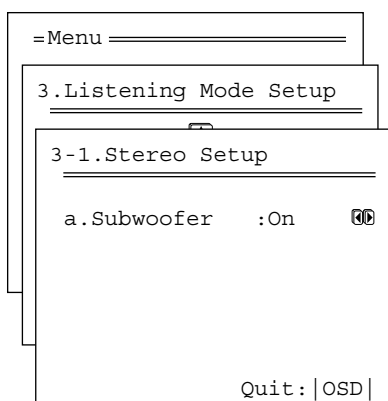 =Menu
3.Listening Mode Setup
3-1.Stereo Setup
a.Subwoofer :On
Quit:|OSD|